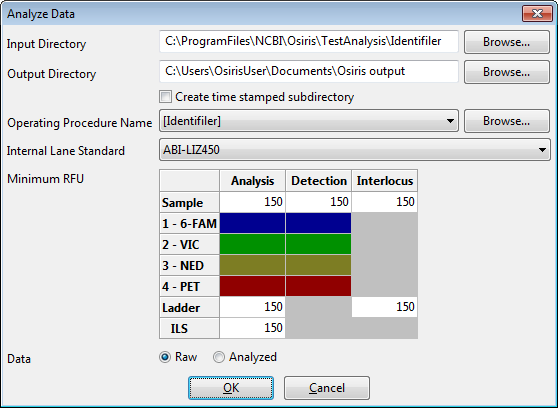 Analyze Data
Input Directory C:\ProgramFiles\NCBI\Osiris\TestAnalysis\Identifiler Browse...
Output Directory C:\Users\OsirisUser\Documents\Osiris output Browse...
Create time stamped subdirectory
Operating Procedure Name [Identifiler] Browse...
Internal Lane Standard ABI-LIZ450
Minimum RFU Analysis Detection Interlocus
Sample 150 150 150
1 - 6-FAM
2 - VIC
3 - NED
4 - PET
Ladder 150 150
ILS 150
Data Raw Analyzed
OK Cancel